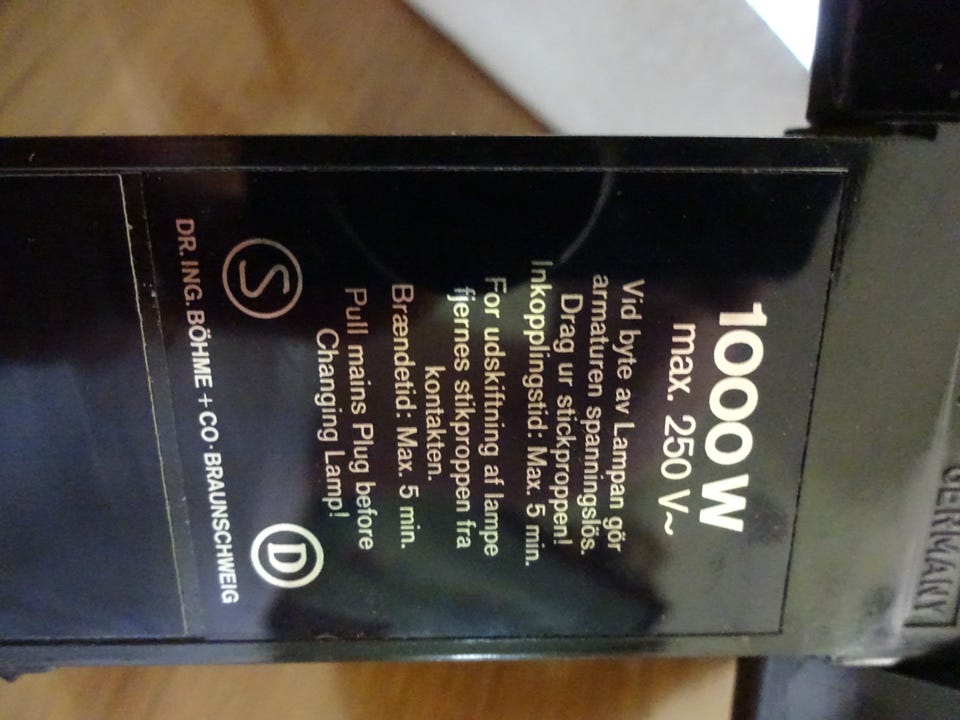 1000 W
max. 250 V~
Vid byte av Lampan gör
armaturen spanningslös.
Drag ur stickproppen!
Inkopplingstid: Max. 5 min.
For udskiftning af lampe
fjernes stikproppen fra
kontakten.
Brændetid: Max. 5 min.
Pull mains Plug before
Changing Lamp!
S D
DR. ING. BÖHME + CO · BRAUNSCHWEIG
GERMANY